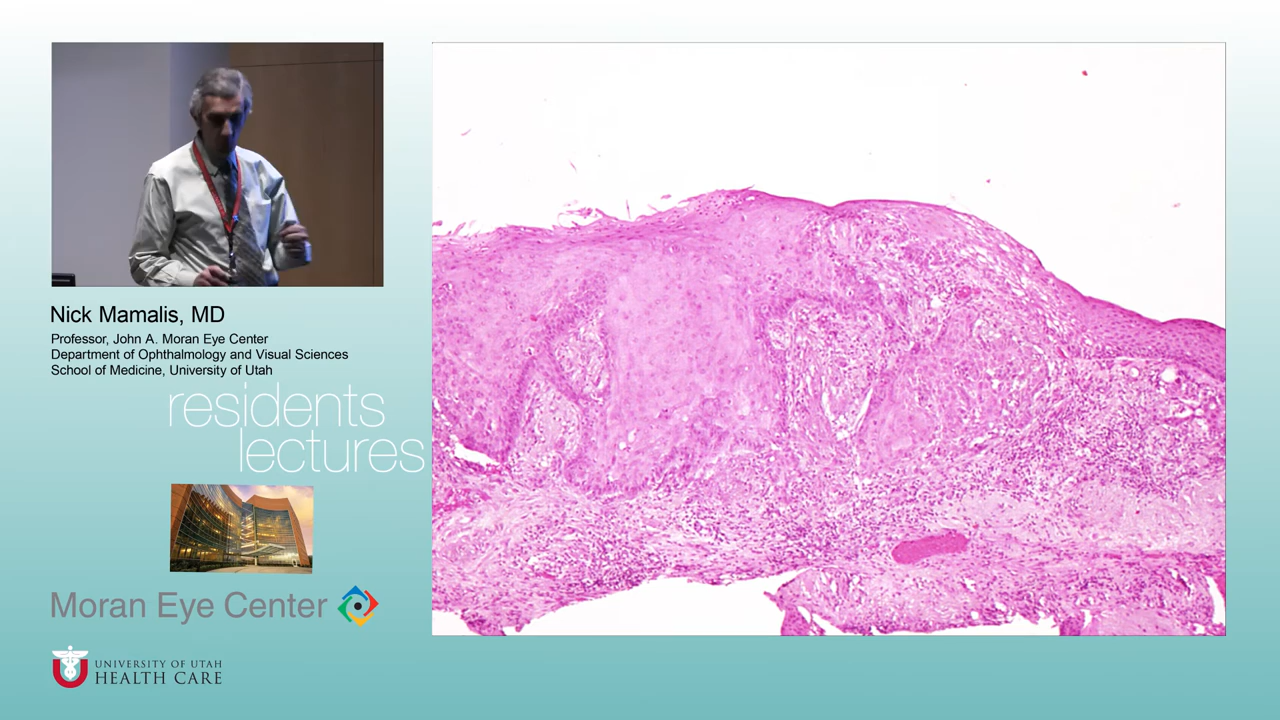 Nick Mamalis, MD
Professor, John A. Moran Eye Center
Department of Ophthalmology and Visual Sciences
School of Medicine, University of Utah
residents
lectures
Moran Eye Center
UNIVERSITY OF UTAH
HEALTH CARE